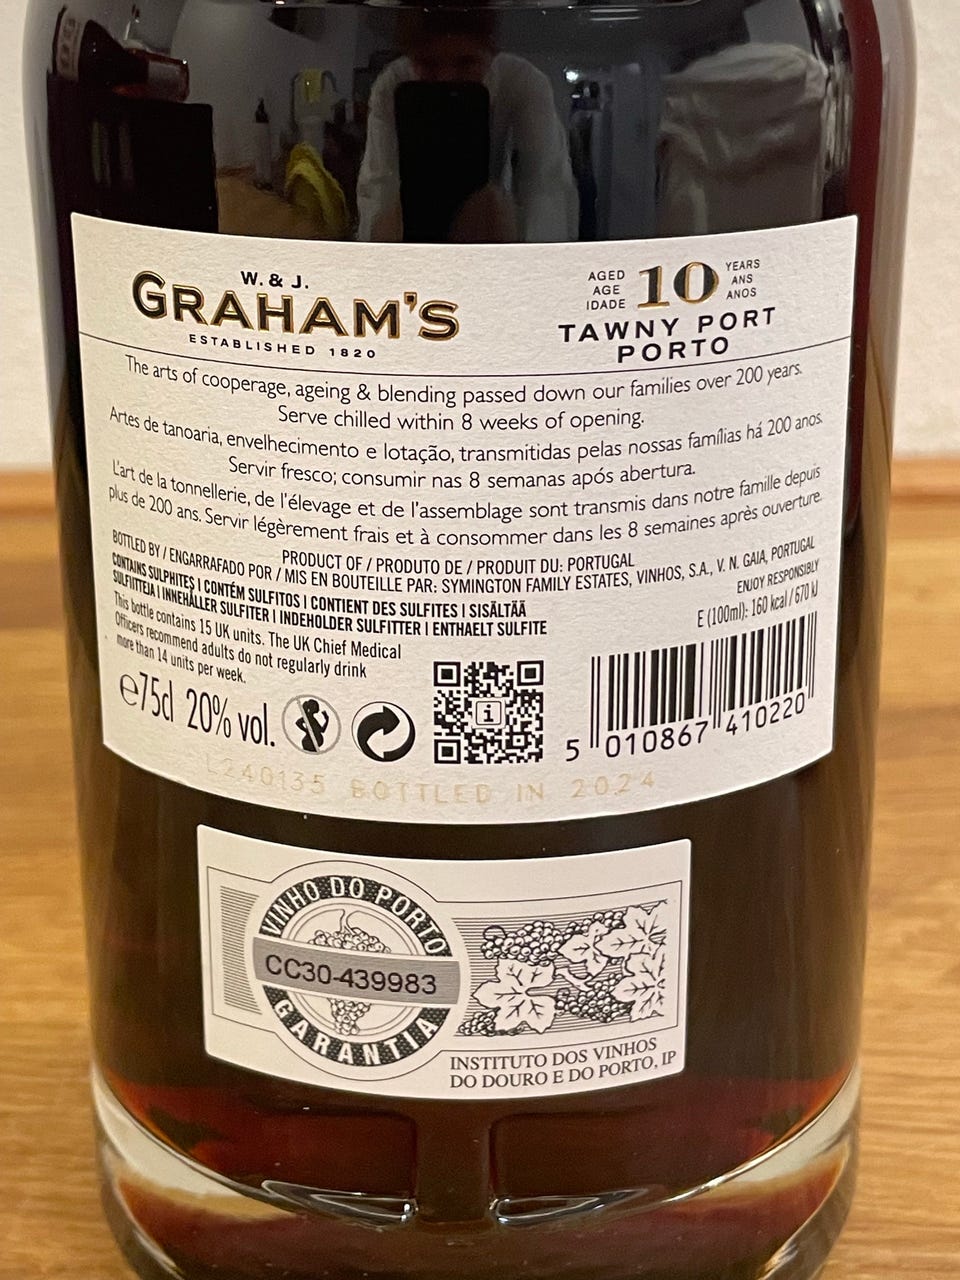 W. & J.
GRAHAM'S
ESTABLISHED 1820
AGED
AGE
IDADE
10
YEARS
ANS
ANOS
TAWNY PORT
PORTO
The arts of cooperage, ageing & blending passed down our families over 200 years.
Serve chilled within 8 weeks of opening.
Artes de tanoaria, envelhecimento e lotação, transmitidas pelas nossas famílias há 200 anos.
Servir fresco; consumir nas 8 semanas após abertura.
L'art de la tonnellerie, de l'élevage et de l'assemblage sont transmis dans notre famille depuis
plus de 200 ans. Servir légèrement frais et à consommer dans les 8 semaines après ouverture.
PRODUCT OF / PRODUTO DE / PRODUIT DU: PORTUGAL
BOTTLED BY / ENGARRAFADO POR / MIS EN BOUTEILLE PAR: SYMINGTON FAMILY ESTATES, VINHOS, S.A., V. N. GAIA, PORTUGAL
CONTAINS SULPHITES | CONTÉM SULFITOS | CONTIENT DES SULFITES | SISÄLTÄÄ
SULFIITTEJA | INNEHÅLLER SULFITER | INDEHOLDER SULFITTER | ENTHAELT SULFITE
ENJOY RESPONSIBLY
E (100ml): 160 kcal / 670 kJ
This bottle contains 15 UK units. The UK Chief Medical
Officers recommend adults do not regularly drink
more than 14 units per week.
e75cl 20% vol.
i
5 010867 410220
L240135 BOTTLED IN 2024
VINHO DO PORTO
CC30-439983
GARANTIA
INSTITUTO DOS VINHOS
DO DOURO E DO PORTO, IP